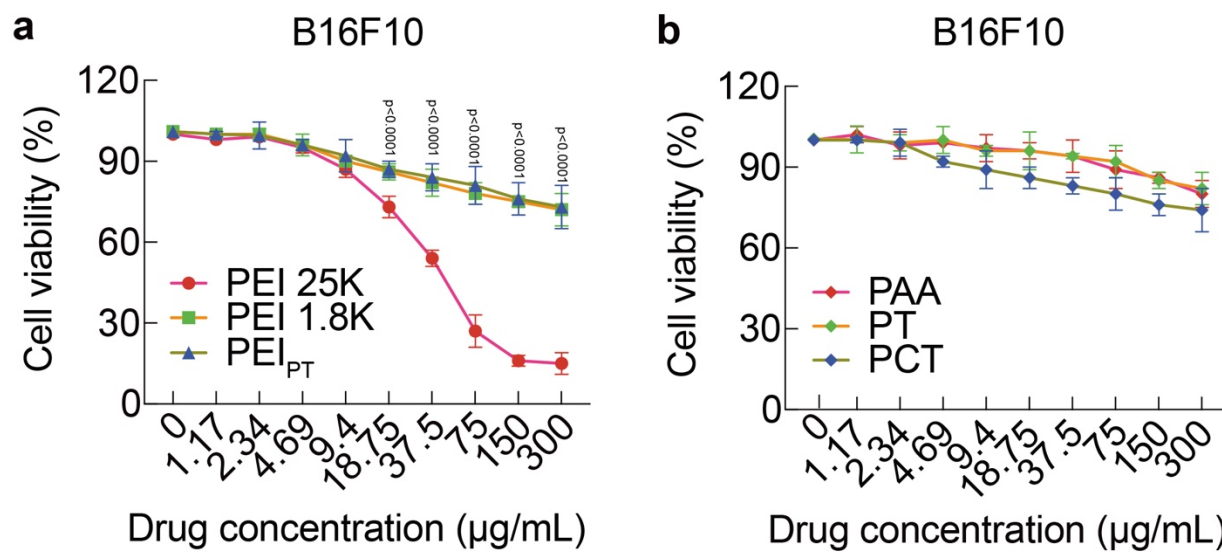 a
B16F10
Cell viability (%)
120
90
60
30
0
p<0.0001
p<0.0001
p<0.0001
p<0.0001
p<0.0001
PEI 25K
PEI 1.8K
PEIPT
0
1.17
2.34
4.69
9.4
18.75
37.5
75
150
300
Drug concentration (µg/mL)
b
B16F10
Cell viability (%)
120
90
60
30
0
PAA
PT
PCT
0
1.17
2.34
4.69
9.4
18.75
37.5
75
150
300
Drug concentration (µg/mL)